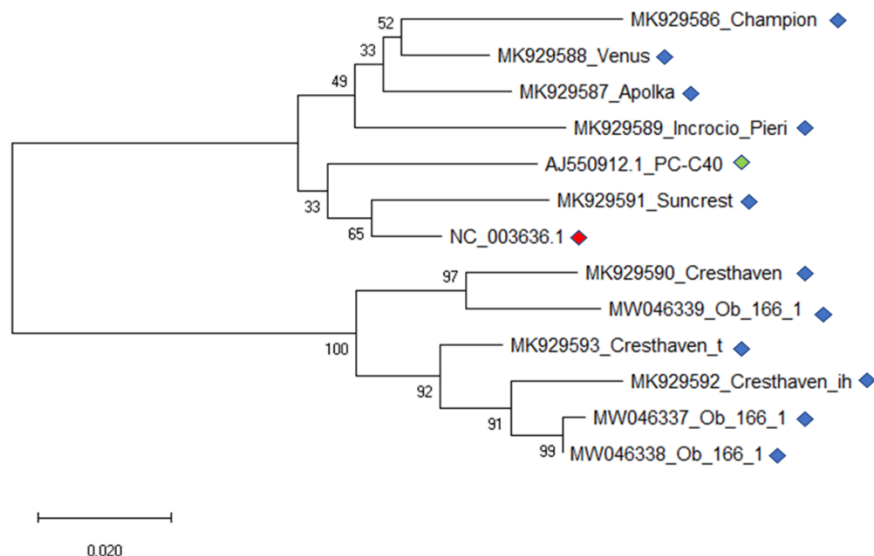 52
MK929586_Champion
33
MK929588_Venus
49
MK929587_Apolka
MK929589_Incrocio_Pieri
AJ550912.1_PC-C40
33
MK929591_Suncrest
65
NC_003636.1
97
MK929590_Cresthaven
MW046339_Ob_166_1
100
MK929593_Cresthaven_t
92
MK929592_Cresthaven_ih
91
MW046337_Ob_166_1
99
MW046338_Ob_166_1
0.020